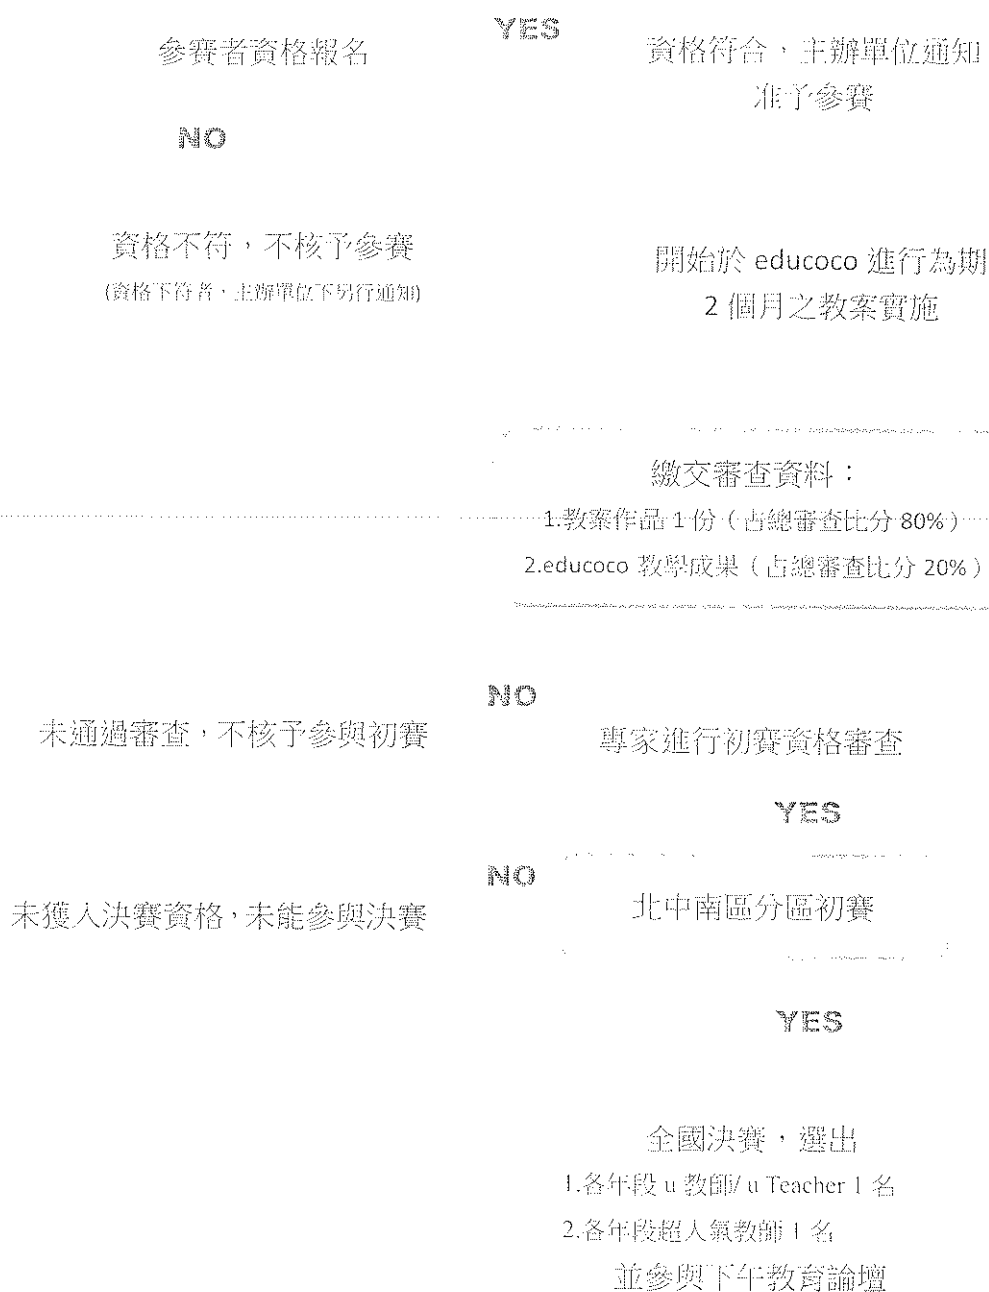 參賽者資格報名
YES
資格符合，主辦單位通知
准予參賽
NO
資格不符，不核予參賽
(資格不符者，主辦單位不另行通知)
開始於 educoco 進行為期
2 個月之教案實施
繳交審查資料：
1.教案作品 1 份（占總審查比分 80%）
2.educoco 教學成果（占總審查比分 20%）
NO
未通過審查，不核予參與初賽
專家進行初賽資格審查
YES
NO
未獲入決賽資格，未能參與決賽
北中南區分區初賽
YES
全國決賽，選出
1.各年段 u 教師/ u Teacher 1 名
2.各年段超人氣教師 1 名
並參與下午教育論壇